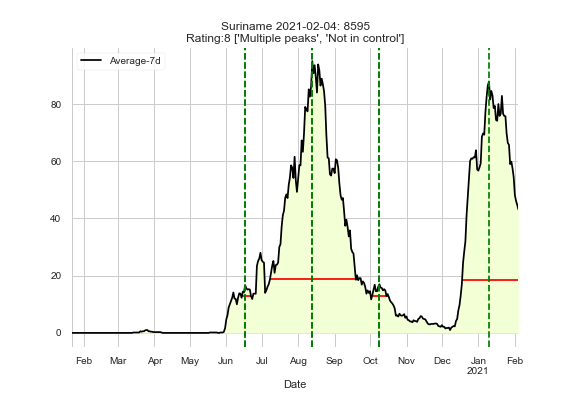 Suriname 2021-02-04: 8595
Rating:8 ['Multiple peaks', 'Not in control']
Average-7d
80
60
40
20
0
Feb Mar Apr May Jun Jul Aug Sep Oct Nov Dec Jan Feb
2021
Date